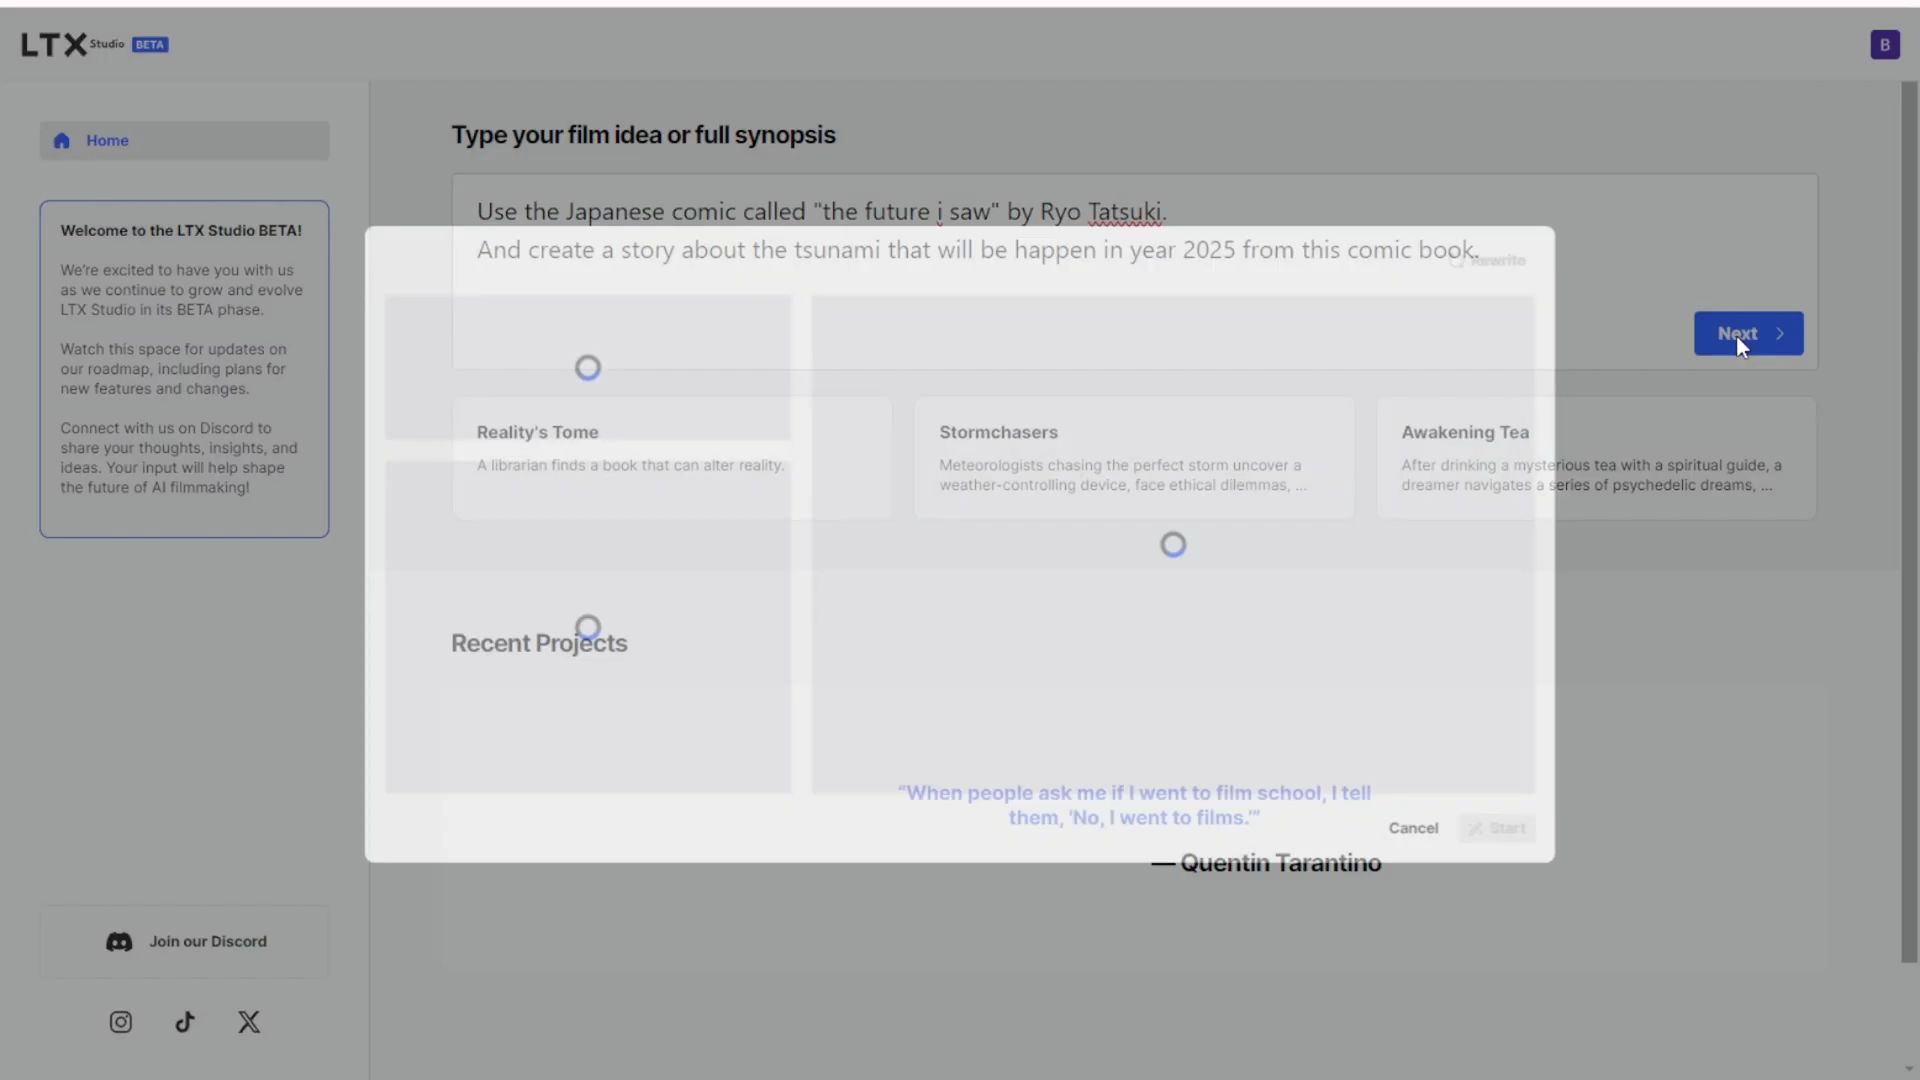 LTX Studio BETA
B
Home
Welcome to the LTX Studio BETA!
We're excited to have you with us
as we continue to grow and evolve
LTX Studio in its BETA phase.
Watch this space for updates on
our roadmap, including plans for
new features and changes.
Connect with us on Discord to
share your thoughts, insights, and
ideas. Your input will help shape
the future of AI filmmaking!
Join our Discord
Type your film idea or full synopsis
Use the Japanese comic called "the future i saw" by Ryo Tatsuki.
And create a story about the tsunami that will be happen in year 2025 from this comic book.
Rewrite
Next
Reality's Tome
A librarian finds a book that can alter reality.
Stormchasers
Meteorologists chasing the perfect storm uncover a
weather-controlling device, face ethical dilemmas, ...
Awakening Tea
After drinking a mysterious tea with a spiritual guide, a
dreamer navigates a series of psychedelic dreams, ...
Recent Projects
“When people ask me if I went to film school, I tell
them, 'No, I went to films.'”
— Quentin Tarantino
Cancel
Start